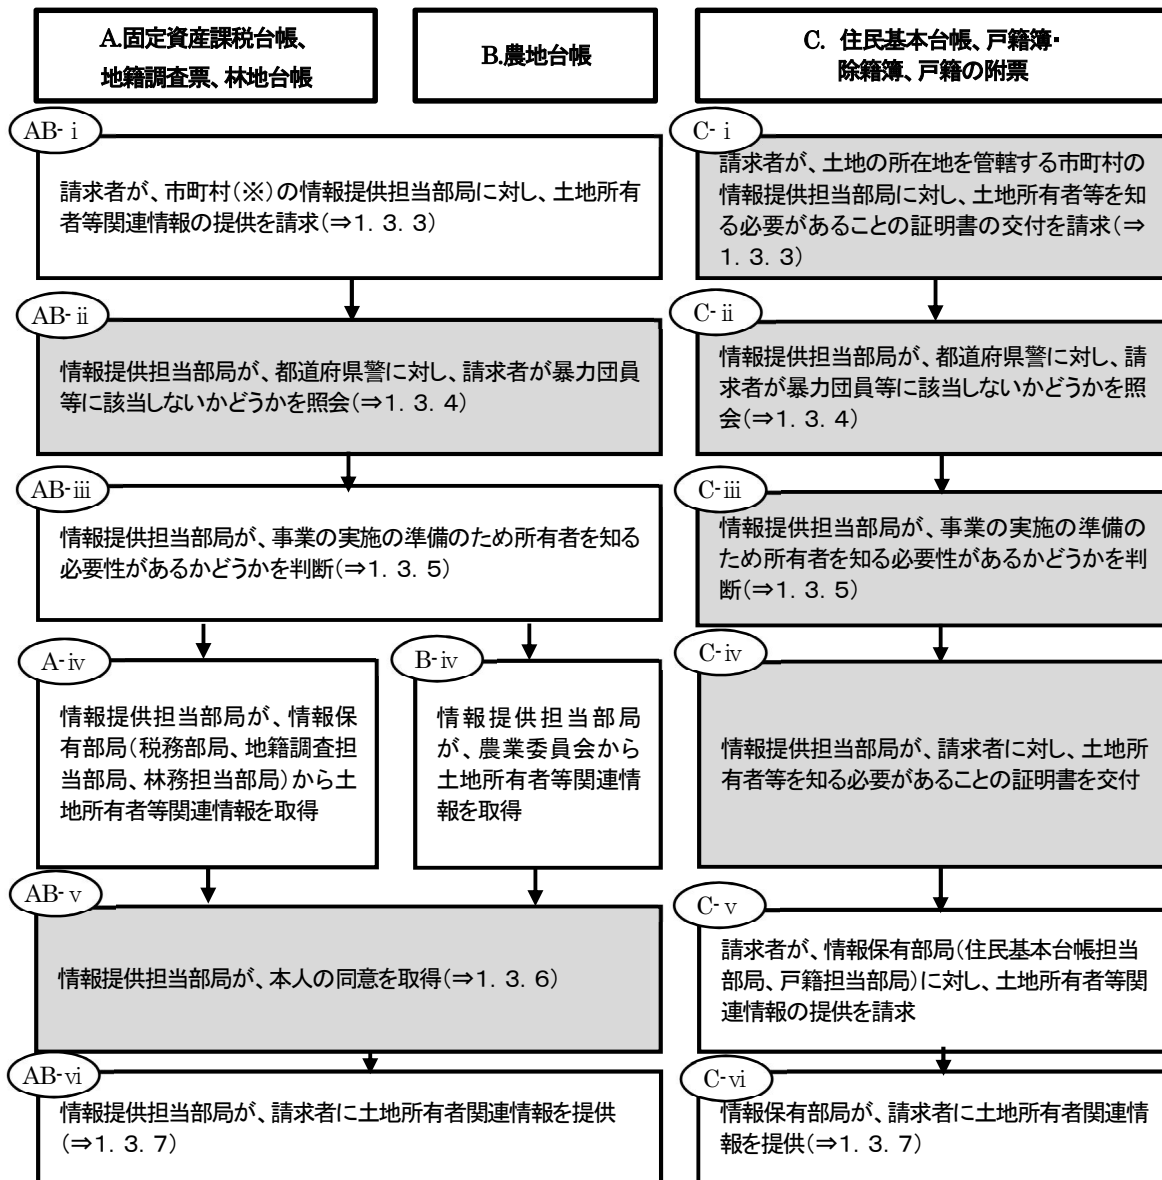 A.固定資産課税台帳、
地籍調査票、林地台帳
B.農地台帳
C. 住民基本台帳、戸籍簿・
除籍簿、戸籍の附票
AB-ⅰ
請求者が、市町村(※)の情報提供担当部局に対し、土地所有
者等関連情報の提供を請求(⇒1. 3. 3)
AB-ⅱ
情報提供担当部局が、都道府県警に対し、請求者が暴力団員
等に該当しないかどうかを照会(⇒1. 3. 4)
AB-ⅲ
情報提供担当部局が、事業の実施の準備のため所有者を知る
必要性があるかどうかを判断(⇒1. 3. 5)
A-ⅳ
情報提供担当部局が、情報保
有部局(税務部局、地籍調査担
当部局、林務担当部局)から土
地所有者等関連情報を取得
B-ⅳ
情報提供担当部局
が、農業委員会から
土地所有者等関連情
報を取得
AB-ⅴ
情報提供担当部局が、本人の同意を取得(⇒1. 3. 6)
AB-ⅵ
情報提供担当部局が、請求者に土地所有者関連情報を提供
(⇒1. 3. 7)
C-ⅰ
請求者が、土地の所在地を管轄する市町村の
情報提供担当部局に対し、土地所有者等を知
る必要があることの証明書の交付を請求(⇒
1. 3. 3)
C-ⅱ
情報提供担当部局が、都道府県警に対し、請
求者が暴力団員等に該当しないかどうかを照
会(⇒1. 3. 4)
C-ⅲ
情報提供担当部局が、事業の実施の準備の
ため所有者を知る必要性があるかどうかを判
断(⇒1. 3. 5)
C-ⅳ
情報提供担当部局が、請求者に対し、土地所
有者等を知る必要があることの証明書を交付
C-ⅴ
請求者が、情報保有部局(住民基本台帳担当
部局、戸籍担当部局)に対し、土地所有者等関
連情報の提供を請求
C-ⅵ
情報保有部局が、請求者に土地所有者関連情
報を提供(⇒1. 3. 7)